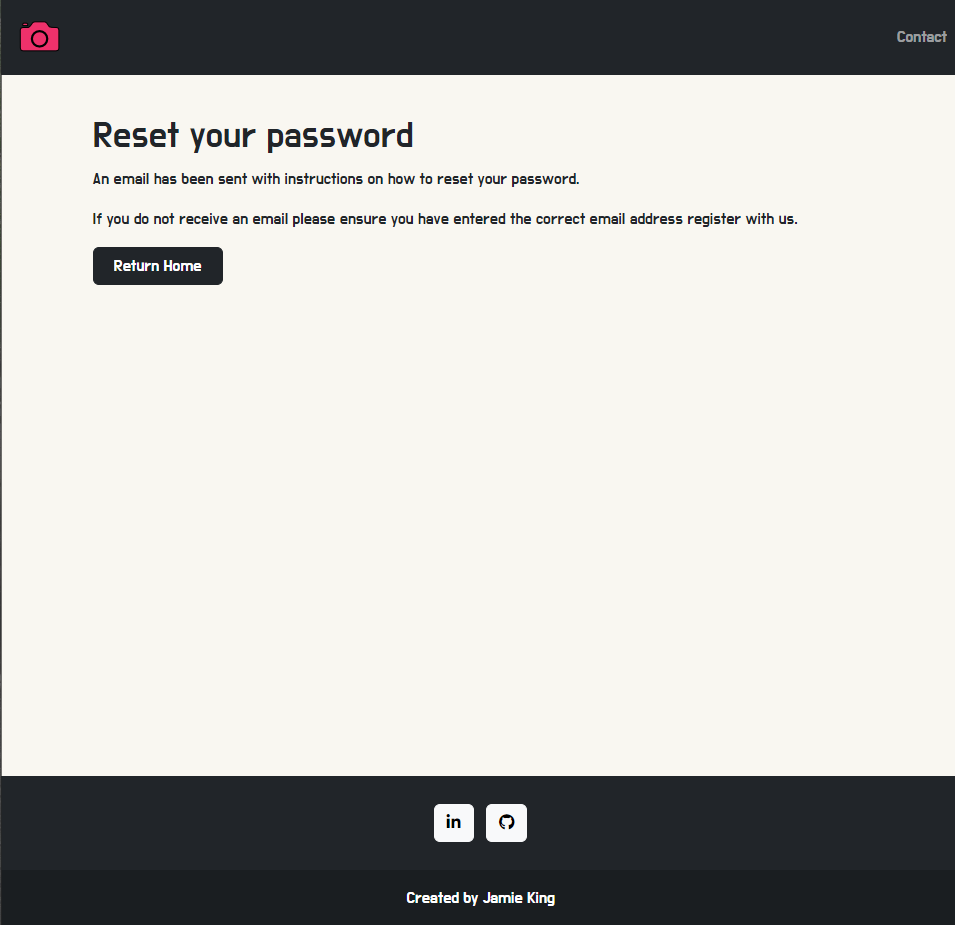 Contact
Reset your password
An email has been sent with instructions on how to reset your password.
If you do not receive an email please ensure you have entered the correct email address register with us.
Return Home
in
Created by Jamie King